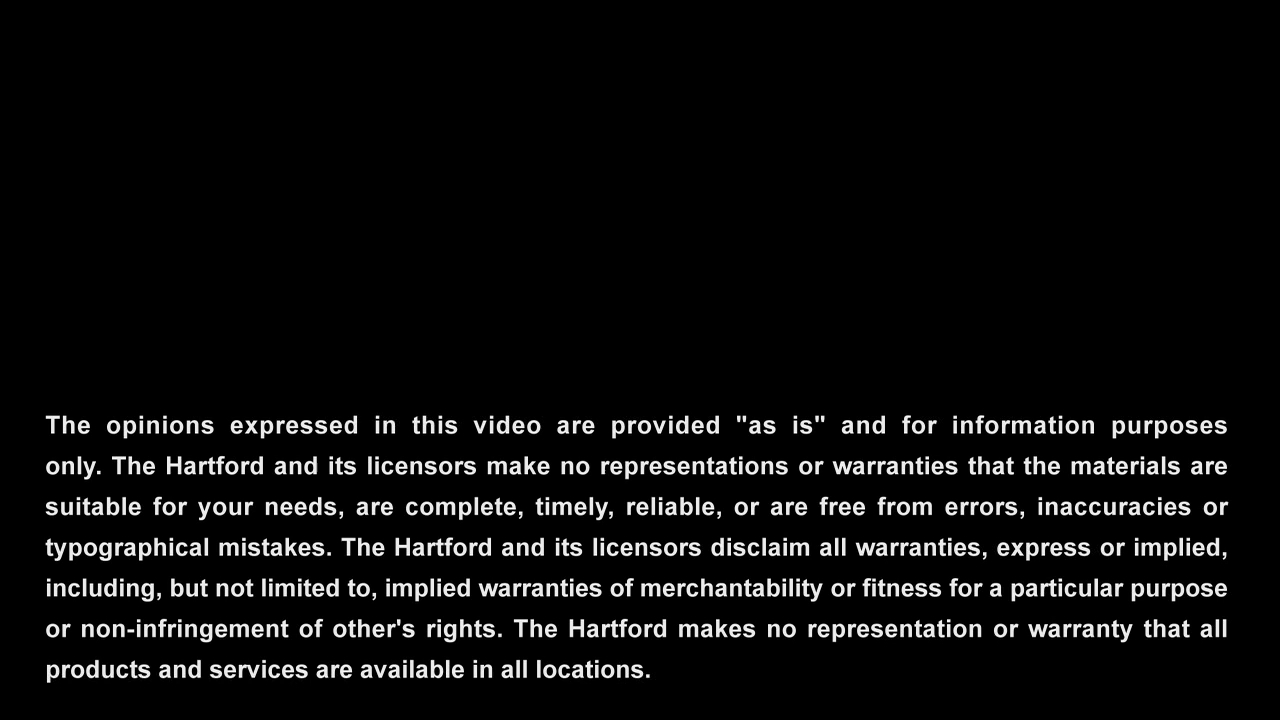 The opinions expressed in this video are provided "as is" and for information purposes
only. The Hartford and its licensors make no representations or warranties that the materials are
suitable for your needs, are complete, timely, reliable, or are free from errors, inaccuracies or
typographical mistakes. The Hartford and its licensors disclaim all warranties, express or implied,
including, but not limited to, implied warranties of merchantability or fitness for a particular purpose
or non-infringement of other's rights. The Hartford makes no representation or warranty that all
products and services are available in all locations.